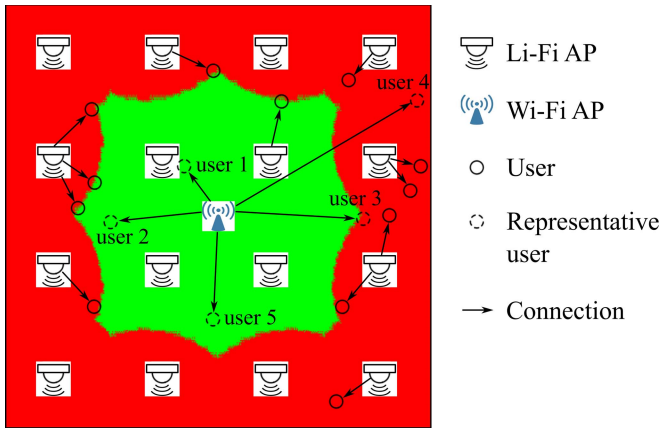 Li-Fi AP
user 4
Wi-Fi AP
user 1
User
user 3
user 2
Representative
user
user 5
Connection